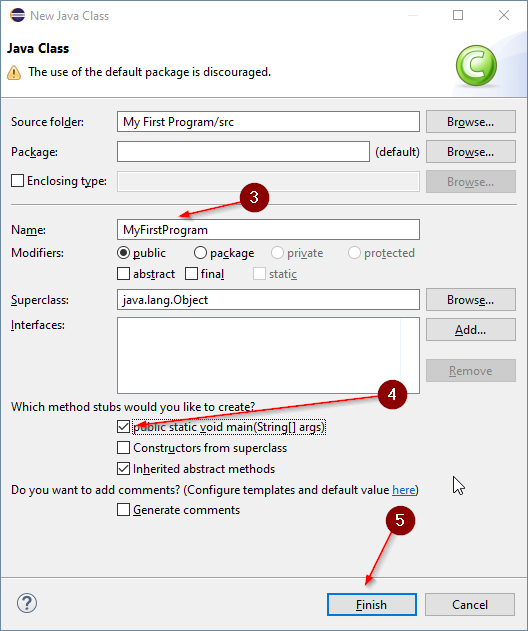 New Java Class
Java Class
The use of the default package is discouraged.
Source folder: My First Program/src Browse...
Package: (default) Browse...
Enclosing type: Browse...
3
Name: MyFirstProgram
Modifiers: public package private protected
abstract final static
Superclass: java.lang.Object Browse...
Interfaces: Add...
Remove
Which method stubs would you like to create?
4
public static void main(String[] args)
Constructors from superclass
Inherited abstract methods
Do you want to add comments? (Configure templates and default value here)
Generate comments
5
? Finish Cancel